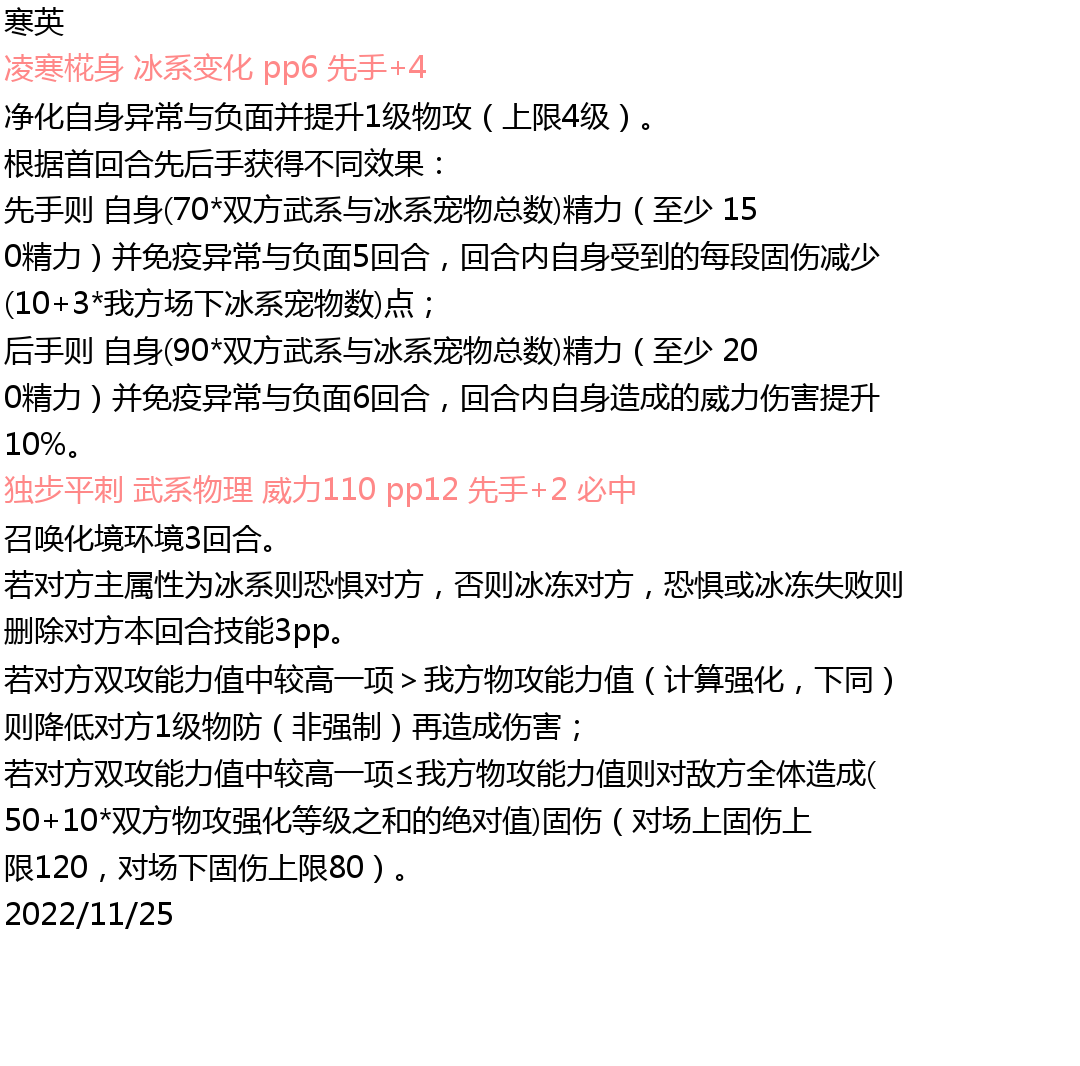 寒英
凌寒椛身 冰系变化 pp6 先手+4
净化自身异常与负面并提升1级物攻（上限4级）。
根据首回合先后手获得不同效果：
先手则 自身(70*双方武系与冰系宠物总数)精力（至少 15
0精力）并免疫异常与负面5回合，回合内自身受到的每段固伤减少
(10+3*我方场下冰系宠物数)点；
后手则 自身(90*双方武系与冰系宠物总数)精力（至少 20
0精力）并免疫异常与负面6回合，回合内自身造成的威力伤害提升
10%。
独步平刺 武系物理 威力110 pp12 先手+2 必中
召唤化境环境3回合。
若对方主属性为冰系则恐惧对方，否则冰冻对方，恐惧或冰冻失败则
删除对方本回合技能3pp。
若对方双攻能力值中较高一项＞我方物攻能力值（计算强化，下同）
则降低对方1级物防（非强制）再造成伤害；
若对方双攻能力值中较高一项≤我方物攻能力值则对敌方全体造成(
50+10*双方物攻强化等级之和的绝对值)固伤（对场上固伤上
限120，对场下固伤上限80）。
2022/11/25